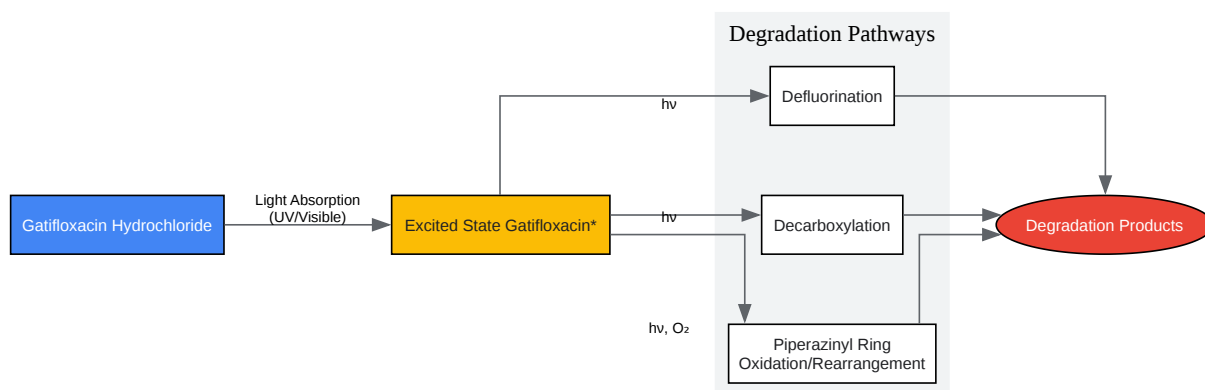 Degradation Pathways
Defluorination
hν
Light Absorption
(UV/Visible)
Gatifloxacin Hydrochloride
Excited State Gatifloxacin*
hν
Decarboxylation
Degradation Products
hν, O₂
Piperazinyl Ring
Oxidation/Rearrangement